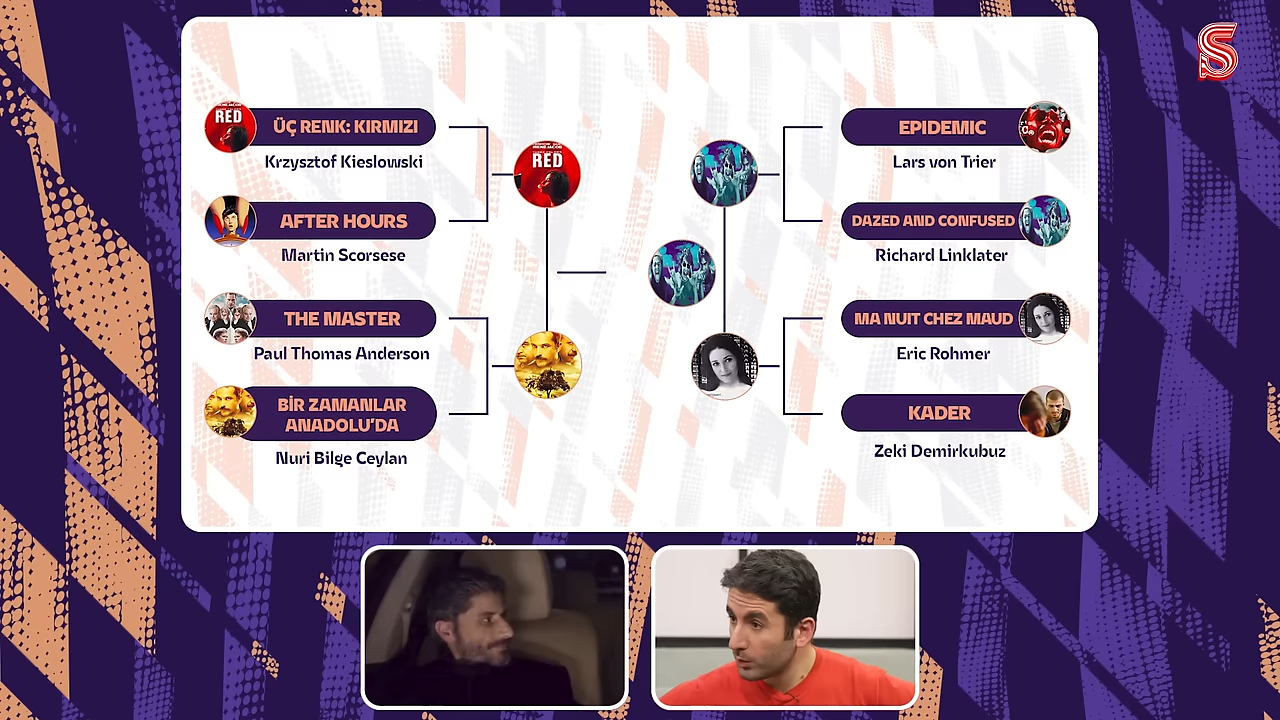 RED
ÜÇ RENK: KIRMIZI
Krzysztof Kieslowski
AFTER HOURS
Martin Scorsese
THE MASTER
Paul Thomas Anderson
BİR ZAMANLAR
ANADOLU'DA
Nuri Bilge Ceylan
RED
EPIDEMIC
Lars von Trier
DAZED AND CONFUSED
Richard Linklater
MA NUIT CHEZ MAUD
Eric Rohmer
KADER
Zeki Demirkubuz
S